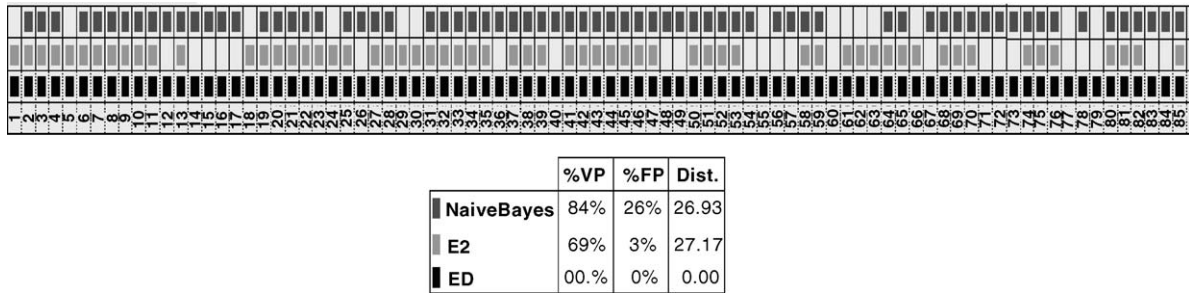 1 2 3 4 5 6 7 8 9 10 11 12 13 14 15 16 17 18 19 20 21 22 23 24 25 26 27 28 29 30 31 32 33 34 35 36 37 38 39 40 41 42 43 44 45 46 47 48 49 50 51 52 53 54 55 56 57 58 59 60 61 62 63 64 65 66 67 68 69 70 71 72 73 74 75 76 77 78 79 80 81 82 83 84 85
%VP %FP Dist.
NaiveBayes 84% 26% 26.93
E2 69% 3% 27.17
ED 00.% 0% 0.00